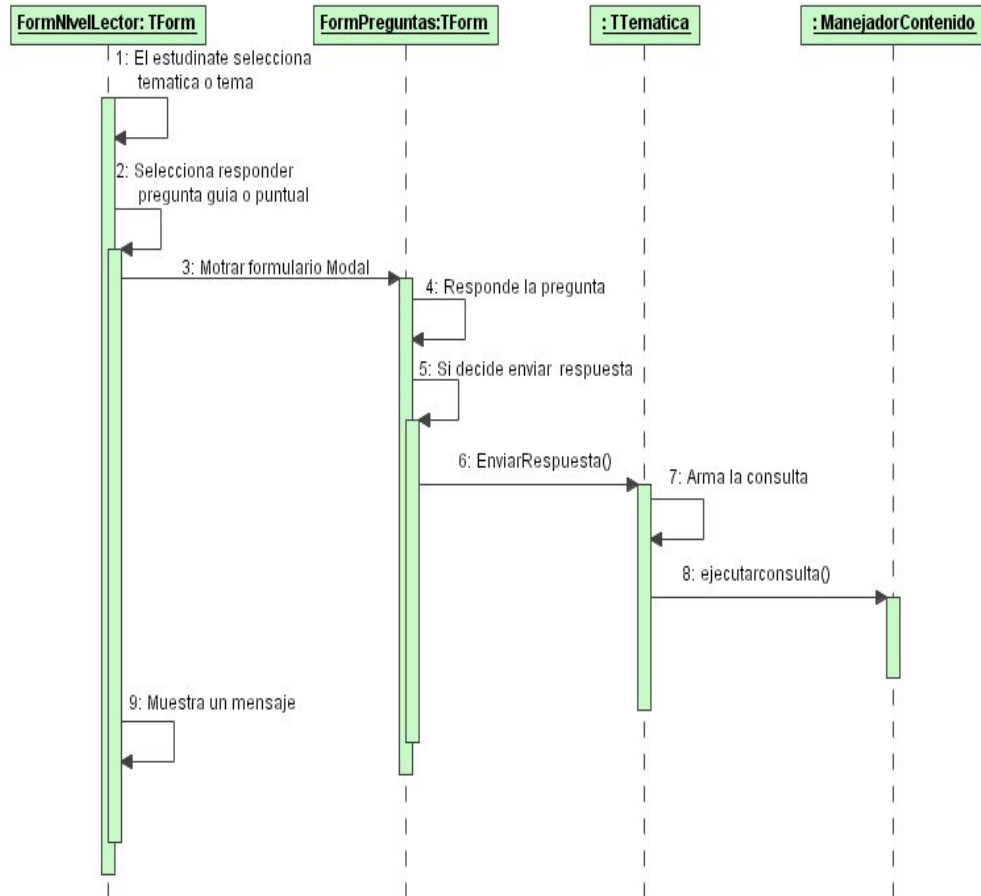 FormNIvelLector: TForm
FormPreguntas:TForm
: TTematica
: ManejadorContenido
1: El estudinate selecciona
tematica o tema
2: Selecciona responder
pregunta guia o puntual
3: Motrar formulario Modal
4: Responde la pregunta
5: Si decide enviar respuesta
6: EnviarRespuesta()
7: Arma la consulta
8: ejecutarconsulta()
9: Muestra un mensaje